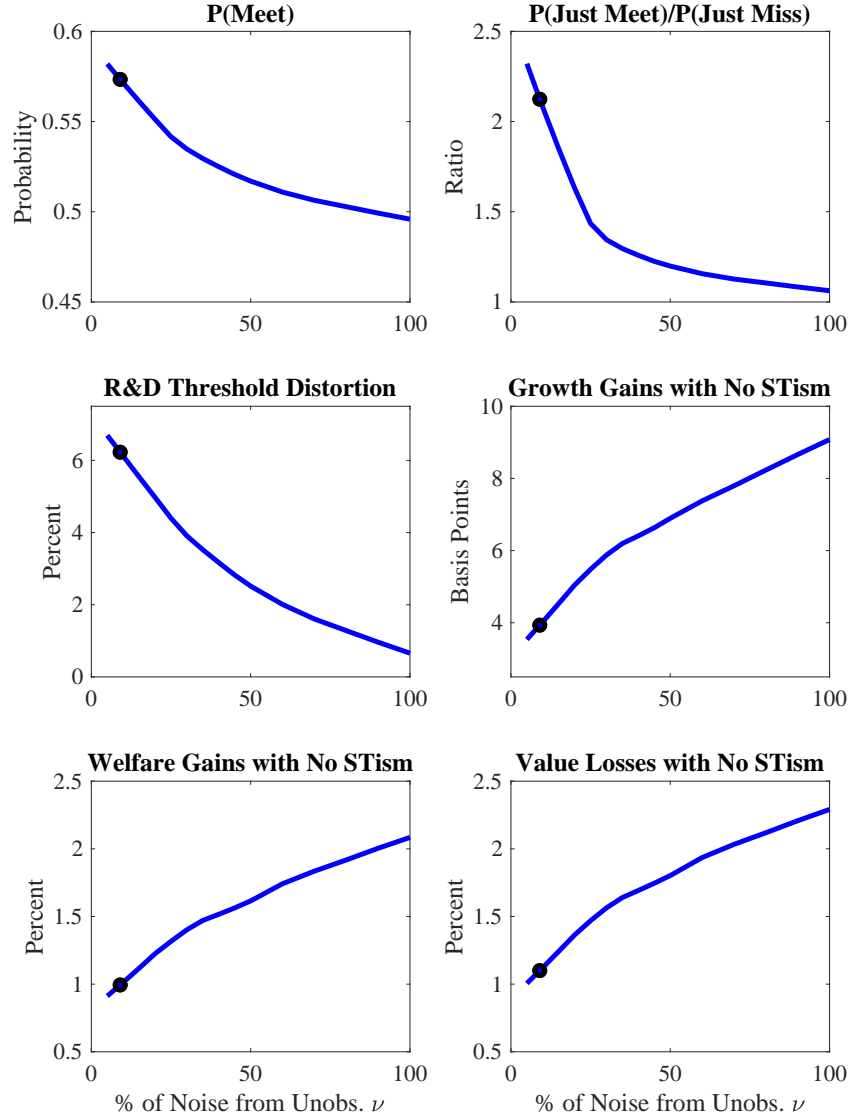 P(Meet)
0.6
0.55
0.5
0.45
Probability
0 50 100
P(Just Meet)/P(Just Miss)
2.5
2
1.5
1
Ratio
0 50 100
R&D Threshold Distortion
6
4
2
0
Percent
0 50 100
Growth Gains with No STism
10
8
6
4
Basis Points
0 50 100
Welfare Gains with No STism
2.5
2
1.5
1
0.5
Percent
0 50 100
% of Noise from Unobs. ν
Value Losses with No STism
2.5
2
1.5
1
0.5
Percent
0 50 100
% of Noise from Unobs. ν